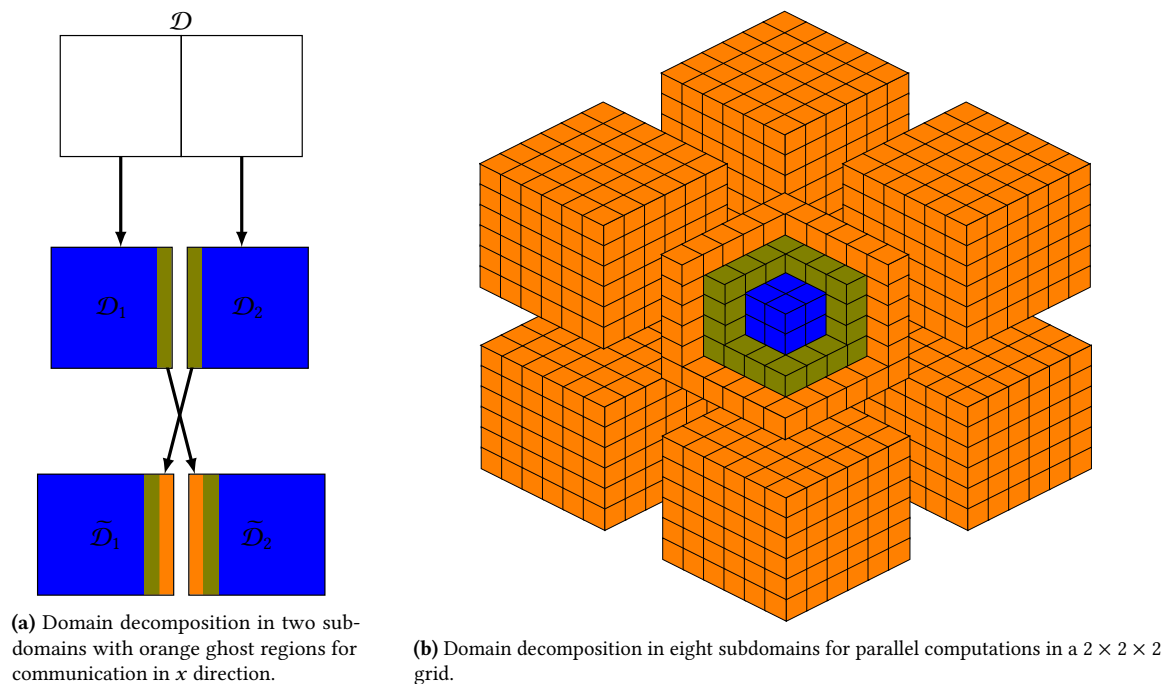 𝒟
𝒟₁ 𝒟₂
𝒟̃₁ 𝒟̃₂
(a) Domain decomposition in two sub-
domains with orange ghost regions for
communication in x direction.
(b) Domain decomposition in eight subdomains for parallel computations in a 2 × 2 × 2
grid.